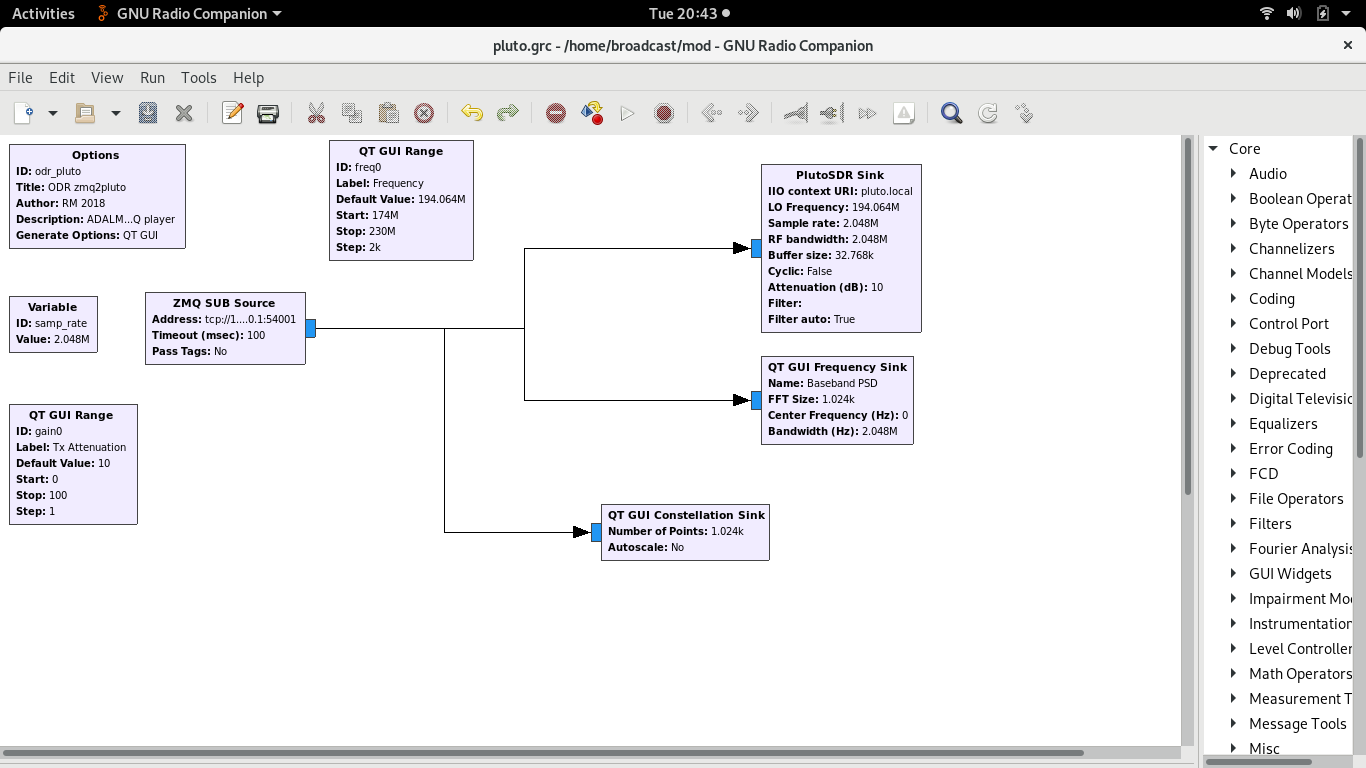 Activities
GNU Radio Companion
Tue 20:43
pluto.grc - /home/broadcast/mod - GNU Radio Companion
File Edit View Run Tools Help
Options
ID: odr_pluto
Title: ODR zmq2pluto
Author: RM 2018
Description: ADALM...Q player
Generate Options: QT GUI
QT GUI Range
ID: freq0
Label: Frequency
Default Value: 194.064M
Start: 174M
Stop: 230M
Step: 2k
PlutoSDR Sink
IIO context URI: pluto.local
LO Frequency: 194.064M
Sample rate: 2.048M
RF bandwidth: 2.048M
Buffer size: 32.768k
Cyclic: False
Attenuation (dB): 10
Filter:
Filter auto: True
Variable
ID: samp_rate
Value: 2.048M
ZMQ SUB Source
Address: tcp://1....0.1:54001
Timeout (msec): 100
Pass Tags: No
QT GUI Frequency Sink
Name: Baseband PSD
FFT Size: 1.024k
Center Frequency (Hz): 0
Bandwidth (Hz): 2.048M
QT GUI Range
ID: gain0
Label: Tx Attenuation
Default Value: 10
Start: 0
Stop: 100
Step: 1
QT GUI Constellation Sink
Number of Points: 1.024k
Autoscale: No
Core
Audio
Boolean Operat
Byte Operators
Channelizers
Channel Models
Coding
Control Port
Debug Tools
Deprecated
Digital Televisio
Equalizers
Error Coding
FCD
File Operators
Filters
Fourier Analysis
GUI Widgets
Impairment Mo
Instrumentation
Level Controller
Math Operators
Measurement T
Message Tools
Misc